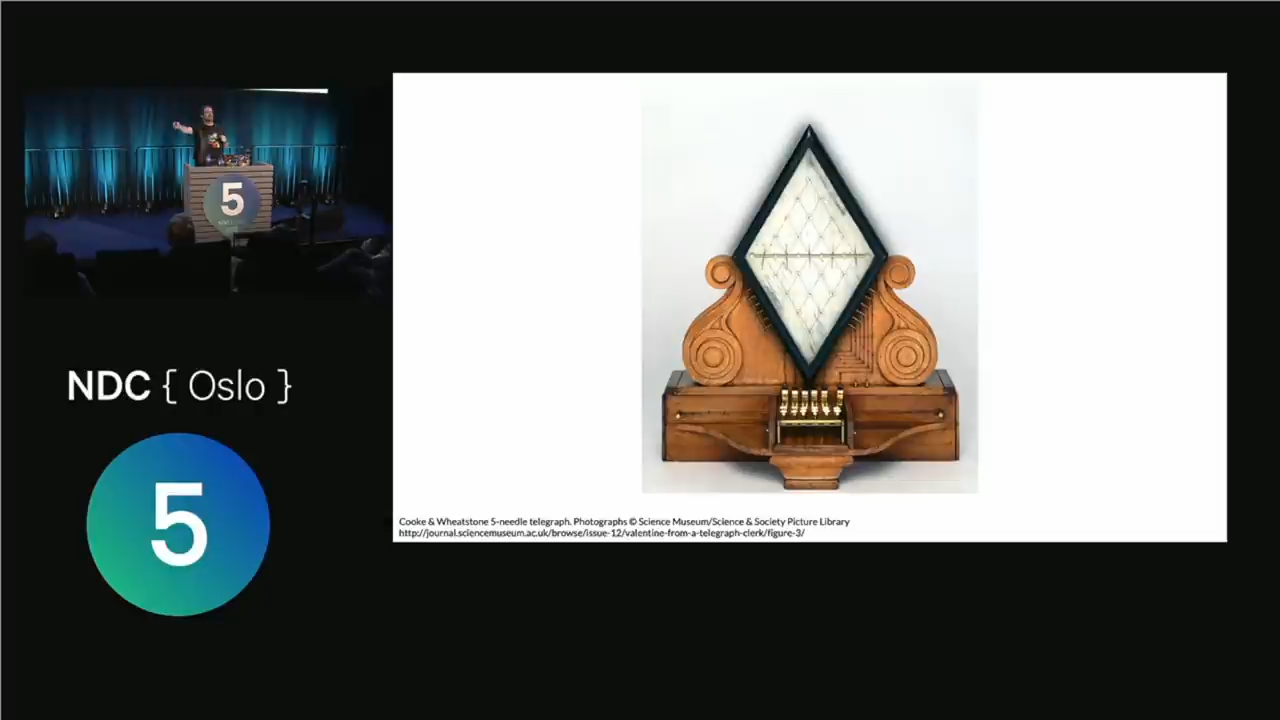 5
NDC { Oslo }
5
Cooke & Wheatstone 5-needle telegraph. Photographs © Science Museum/Science & Society Picture Library
http://journal.sciencemuseum.ac.uk/browse/issue-12/valentine-from-a-telegraph-clerk/figure-3/